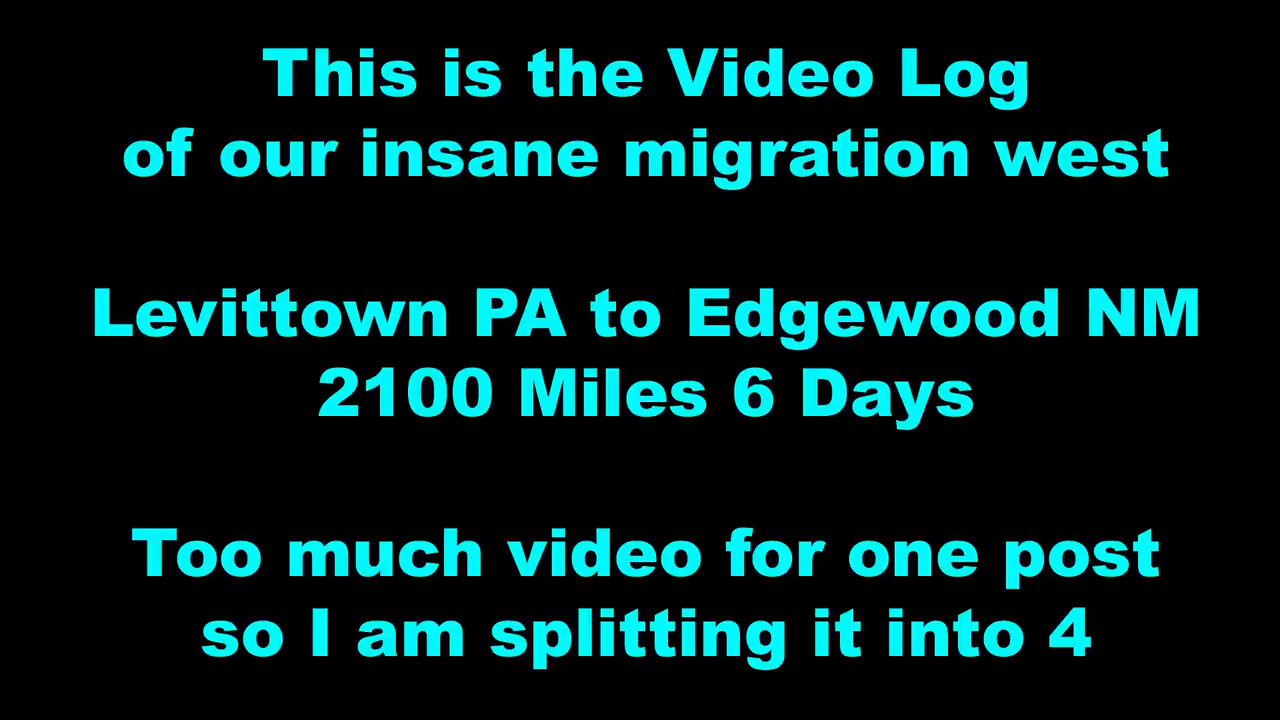 This is the Video Log
of our insane migration west
Levittown PA to Edgewood NM
2100 Miles 6 Days
Too much video for one post
so I am splitting it into 4